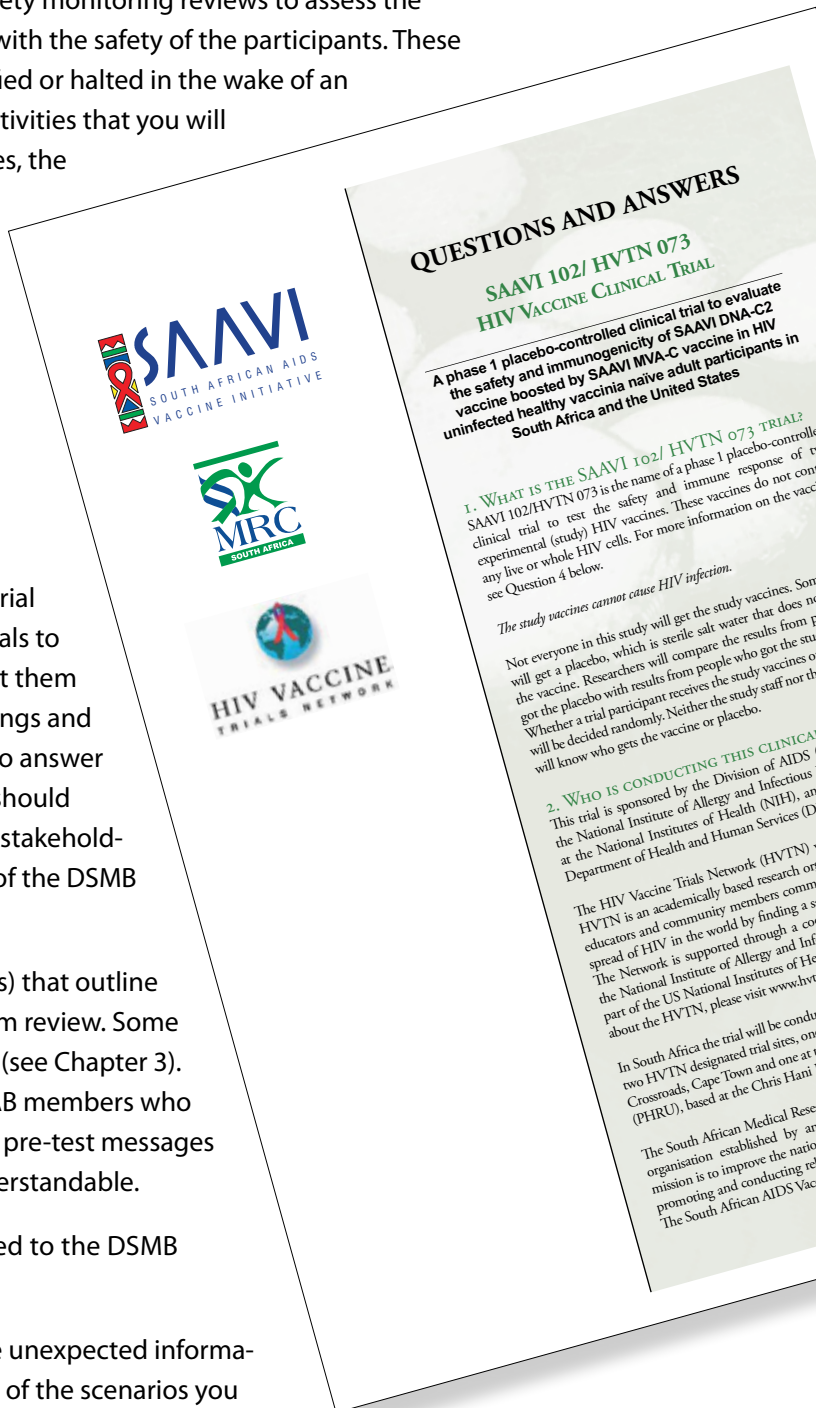 ety monitoring reviews to assess the
with the safety of the participants. These
ied or halted in the wake of an
tivities that you will
es, the
rial
als to
t them
ings and
o answer
should
stakehold-
of the DSMB
s) that outline
m review. Some
(see Chapter 3).
AB members who
pre-test messages
erstandable.
ed to the DSMB
e unexpected informa-
of the scenarios you
SAAVI
SOUTH AFRICAN AIDS
VACCINE INITIATIVE
MRC
SOUTH AFRICA
HIV VACCINE
TRIALS NETWORK
QUESTIONS AND ANSWERS
SAAVI 102/ HVTN 073
HIV VACCINE CLINICAL TRIAL
A phase 1 placebo-controlled clinical trial to evaluate
the safety and immunogenicity of SAAVI DNA-C2
vaccine boosted by SAAVI MVA-C vaccine in HIV
uninfected healthy vaccinia naïve adult participants in
South Africa and the United States
1. WHAT IS THE SAAVI 102/ HVTN 073 TRIAL?
SAAVI 102/HVTN 073 is the name of a phase 1 placebo-controlle
clinical trial to test the safety and immune response of tw
experimental (study) HIV vaccines. These vaccines do not cont
any live or whole HIV cells. For more information on the vacci
see Question 4 below.
The study vaccines cannot cause HIV infection.
Not everyone in this study will get the study vaccines. Som
will get a placebo, which is sterile salt water that does no
the vaccine. Researchers will compare the results from p
got the placebo with results from people who got the stu
Whether a trial participant receives the study vaccines o
will be decided randomly. Neither the study staff nor th
will know who gets the vaccine or placebo.
2. WHO IS CONDUCTING THIS CLINICA
This trial is sponsored by the Division of AIDS (
the National Institute of Allergy and Infectious
at the National Institutes of Health (NIH), an
Department of Health and Human Services (D
The HIV Vaccine Trials Network (HVTN)
HVTN is an academically based research or
educators and community members comm
spread of HIV in the world by finding a s
The Network is supported through a coo
the National Institute of Allergy and Inf
part of the US National Institutes of He
about the HVTN, please visit www.hvt
In South Africa the trial will be condu
two HVTN designated trial sites, on
Crossroads, Cape Town and one at t
(PHRU), based at the Chris Hani
The South African Medical Rese
organisation established by an
mission is to improve the natio
promoting and conducting rel
The South African AIDS Vac